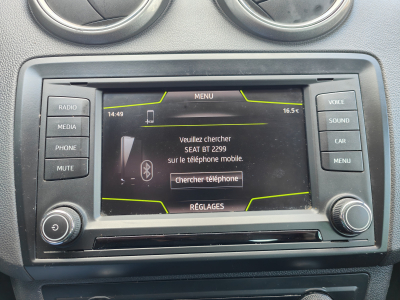 MENU
14:49
16.5°
RADIO
MEDIA
PHONE
MUTE
Veuillez chercher
SEAT BT 2299
sur le téléphone mobile.
Chercher téléphone
RÉGLAGES
VOICE
SOUND
CAR
MENU